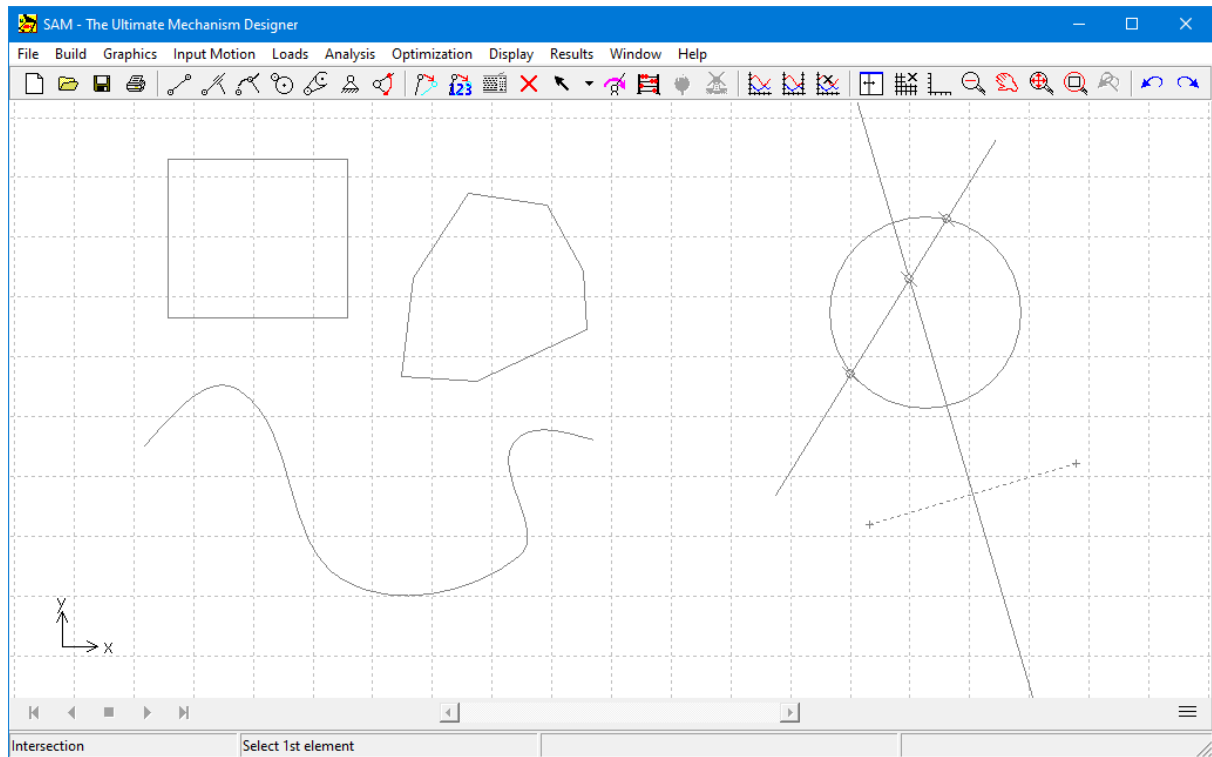 SAM - The Ultimate Mechanism Designer
File Build Graphics Input Motion Loads Analysis Optimization Display Results Window Help
123
y
x
Intersection Select 1st element